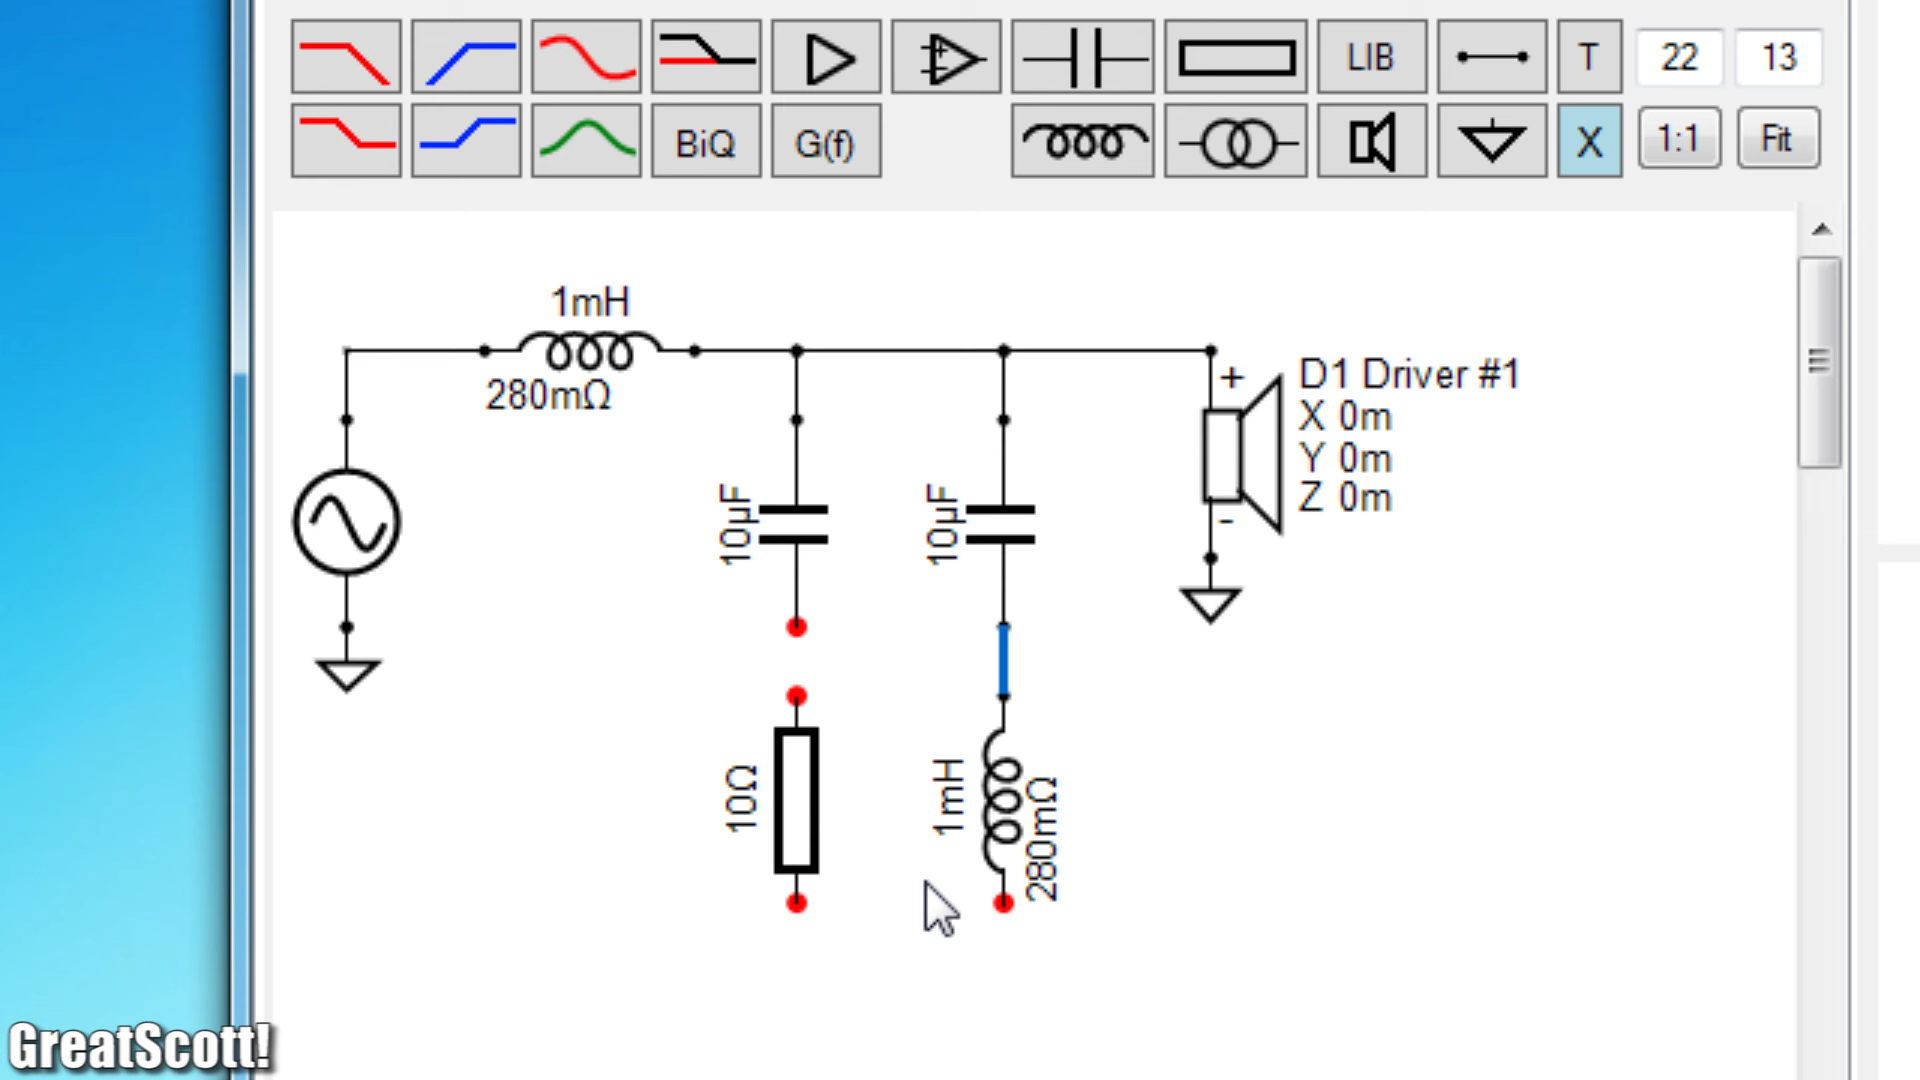 LIB
T
22
13
BiQ
G(f)
X
1:1
Fit
1mH
280mΩ
D1 Driver #1
X 0m
Y 0m
Z 0m
+
-
10µF
10µF
10Ω
1mH
280mΩ
GreatScott!